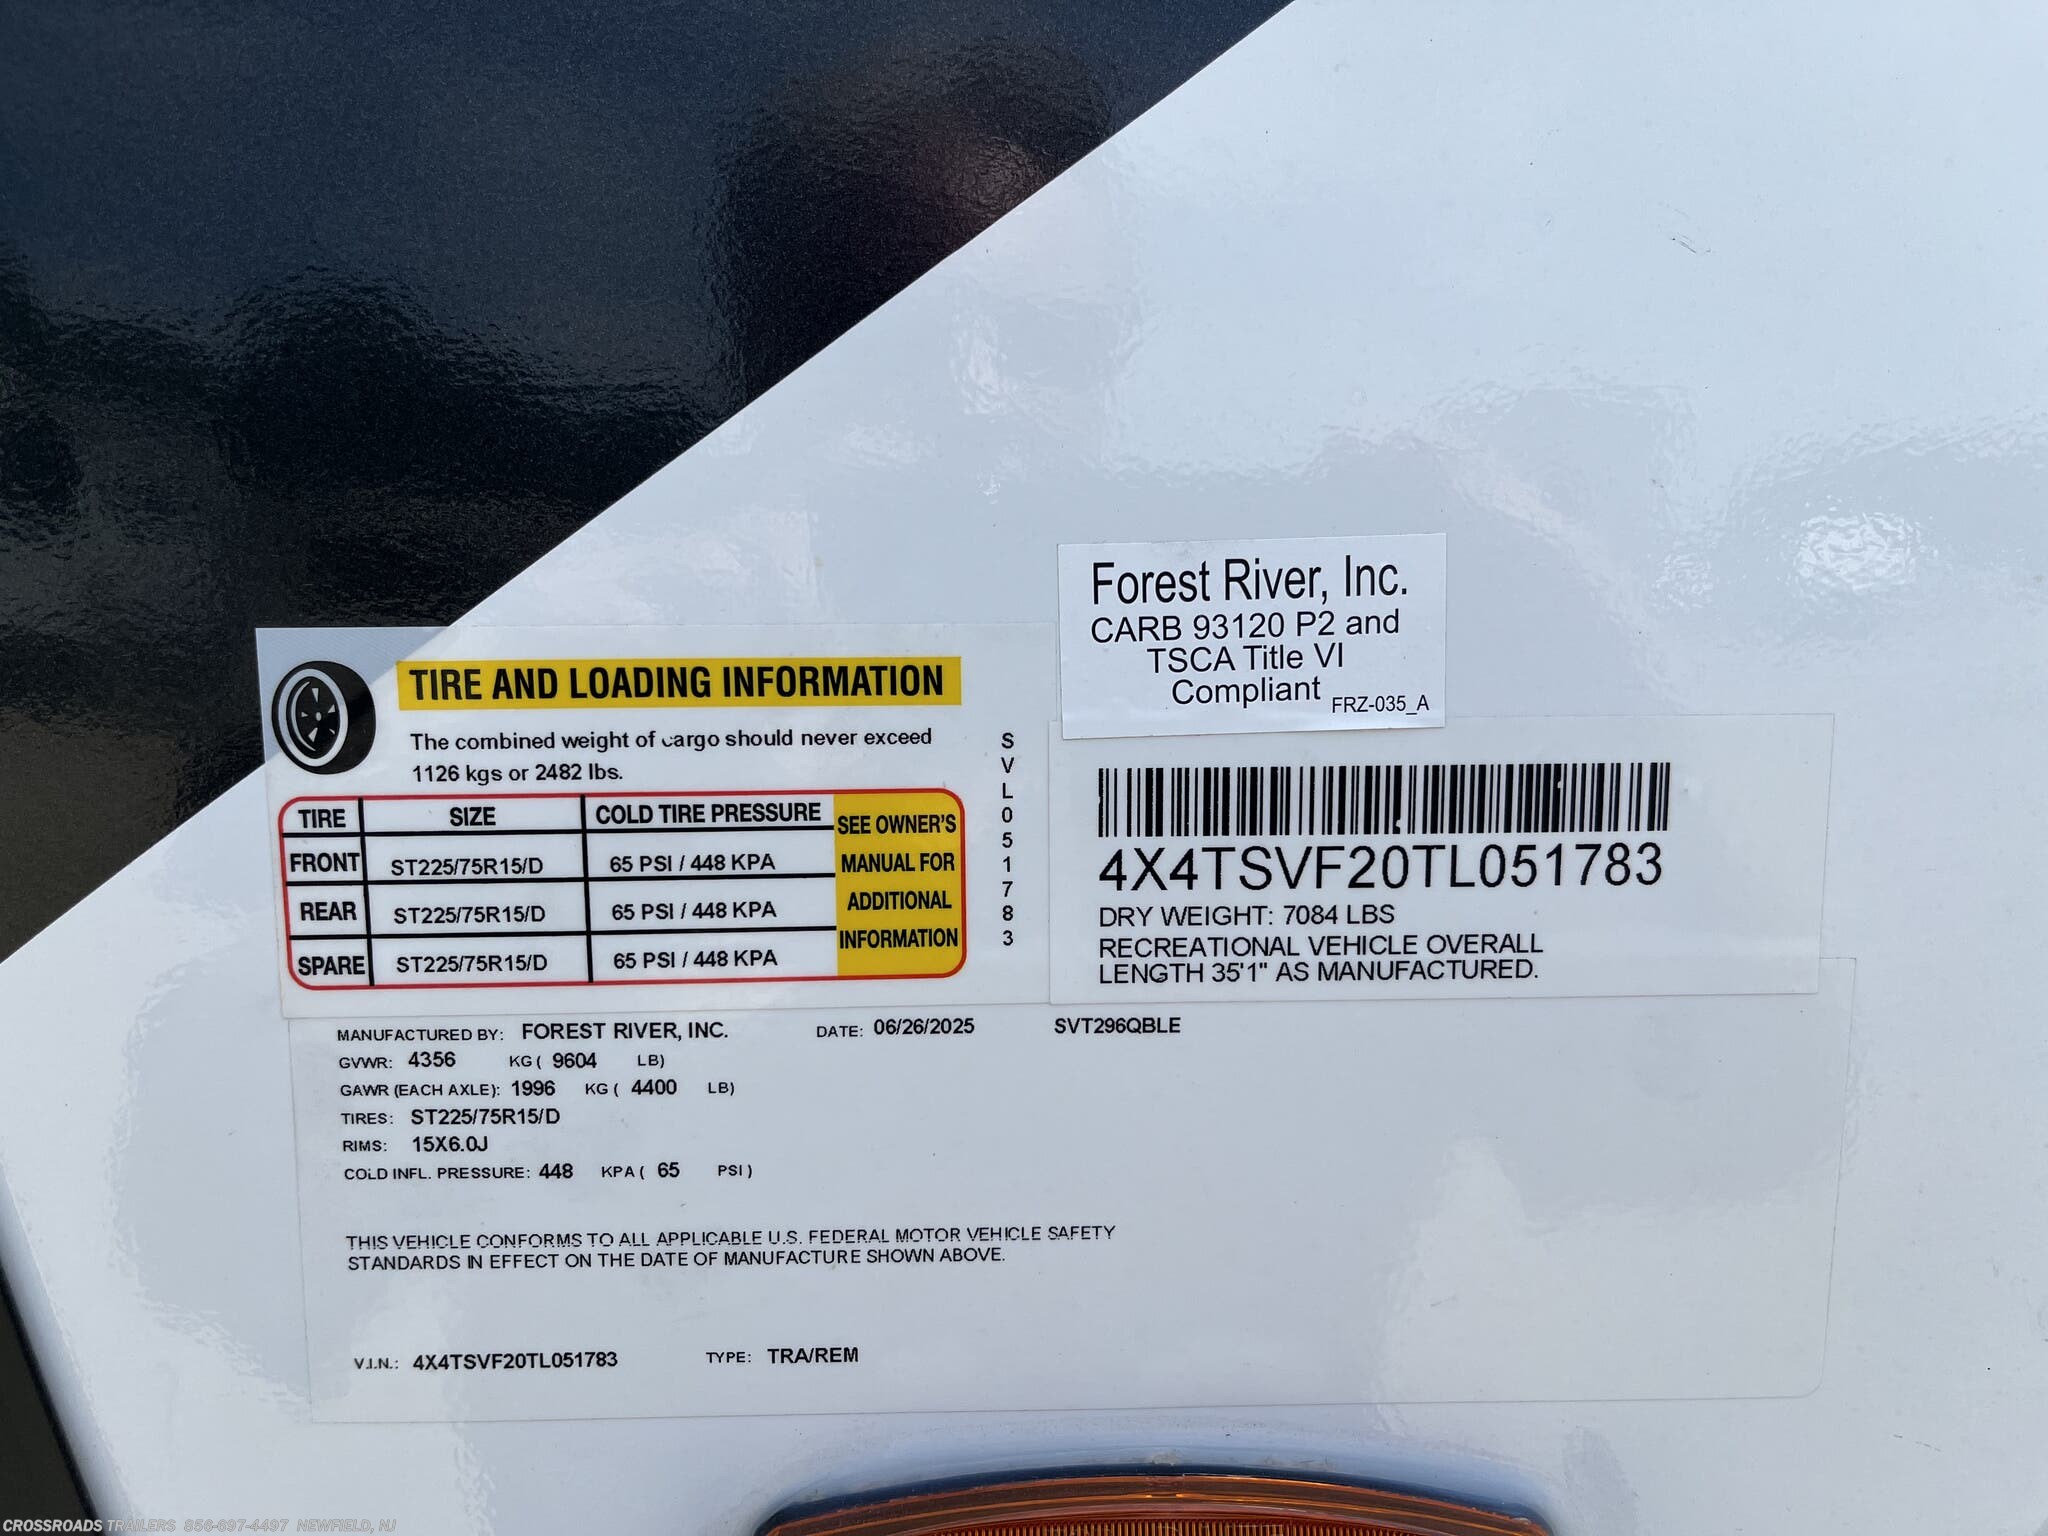 Forest River, Inc.
CARB 93120 P2 and
TSCA Title VI
Compliant FRZ-035_A
TIRE AND LOADING INFORMATION
The combined weight of cargo should never exceed
1126 kgs or 2482 lbs.
TIRE SIZE COLD TIRE PRESSURE
FRONT ST225/75R15/D 65 PSI / 448 KPA
REAR ST225/75R15/D 65 PSI / 448 KPA
SPARE ST225/75R15/D 65 PSI / 448 KPA
SEE OWNER'S
MANUAL FOR
ADDITIONAL
INFORMATION
SVL051783
4X4TSVF20TL051783
DRY WEIGHT: 7084 LBS
RECREATIONAL VEHICLE OVERALL
LENGTH 35'1" AS MANUFACTURED.
MANUFACTURED BY: FOREST RIVER, INC. DATE: 06/26/2025 SVT296QBLE
GVWR: 4356 KG ( 9604 LB)
GAWR (EACH AXLE): 1996 KG ( 4400 LB)
TIRES: ST225/75R15/D
RIMS: 15X6.0J
COLD INFL. PRESSURE: 448 KPA ( 65 PSI )
THIS VEHICLE CONFORMS TO ALL APPLICABLE U.S. FEDERAL MOTOR VEHICLE SAFETY
STANDARDS IN EFFECT ON THE DATE OF MANUFACTURE SHOWN ABOVE.
V.I.N.: 4X4TSVF20TL051783 TYPE: TRA/REM
CROSSROADS TRAILERS 856-697-4497 NEWFIELD, NJ